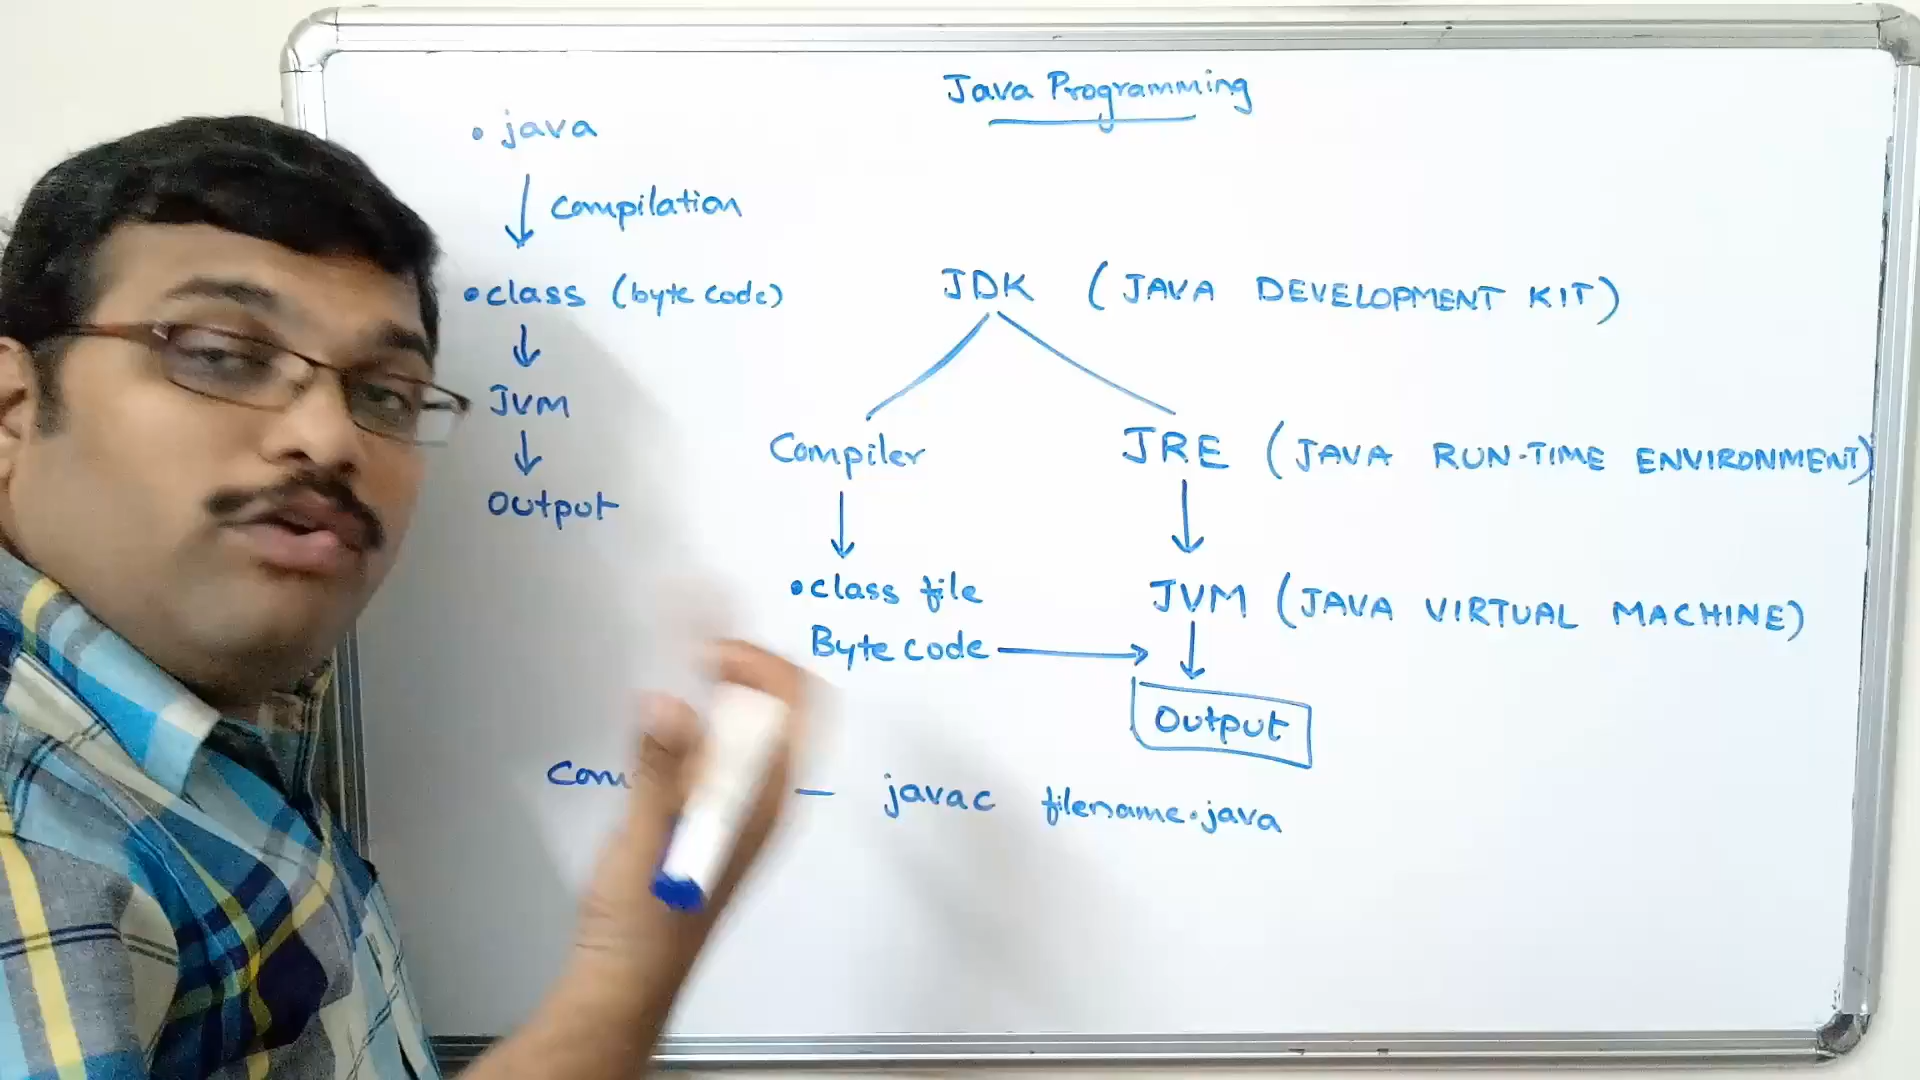 Java Programming
• java
Compilation
• class (byte code)
JVM
Output
JDK (JAVA DEVELOPMENT KIT)
Compiler
JRE (JAVA RUN-TIME ENVIRONMENT)
• class file
Byte code
JVM (JAVA VIRTUAL MACHINE)
Output
— javac filename.java